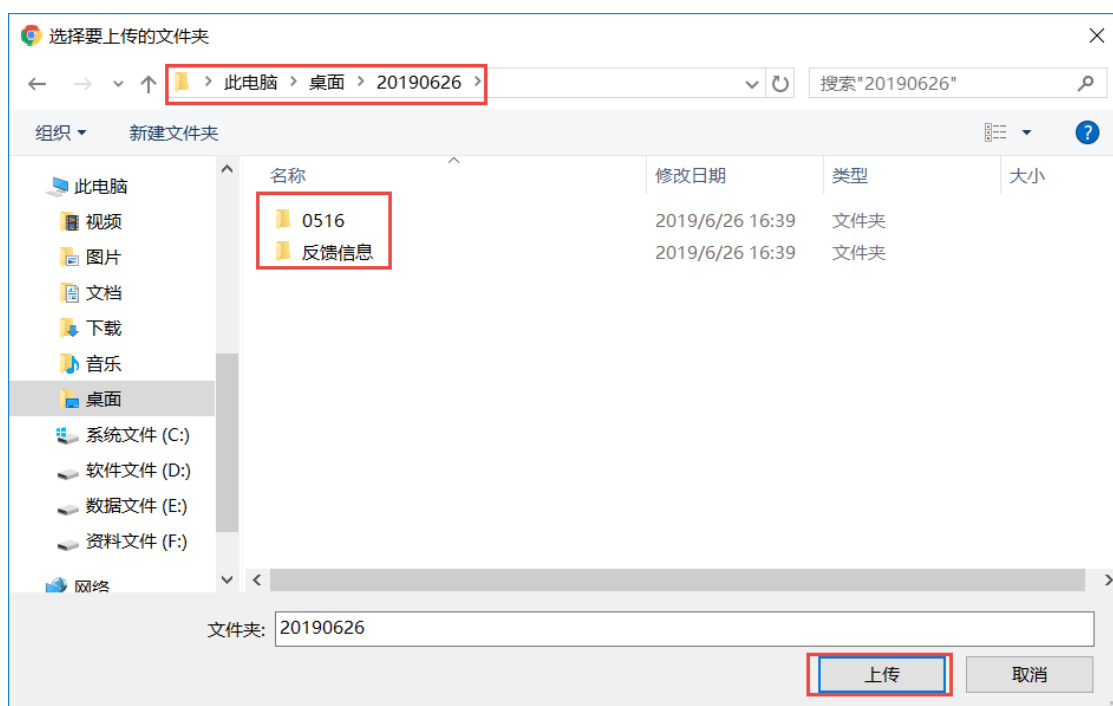 选择要上传的文件夹
此电脑 > 桌面 > 20190626 >
搜索"20190626"
组织
新建文件夹
?
名称 修改日期 类型 大小
0516 2019/6/26 16:39 文件夹
反馈信息 2019/6/26 16:39 文件夹
此电脑
视频
图片
文档
下载
音乐
桌面
系统文件 (C:)
软件文件 (D:)
数据文件 (E:)
资料文件 (F:)
网络
文件夹: 20190626
上传 取消